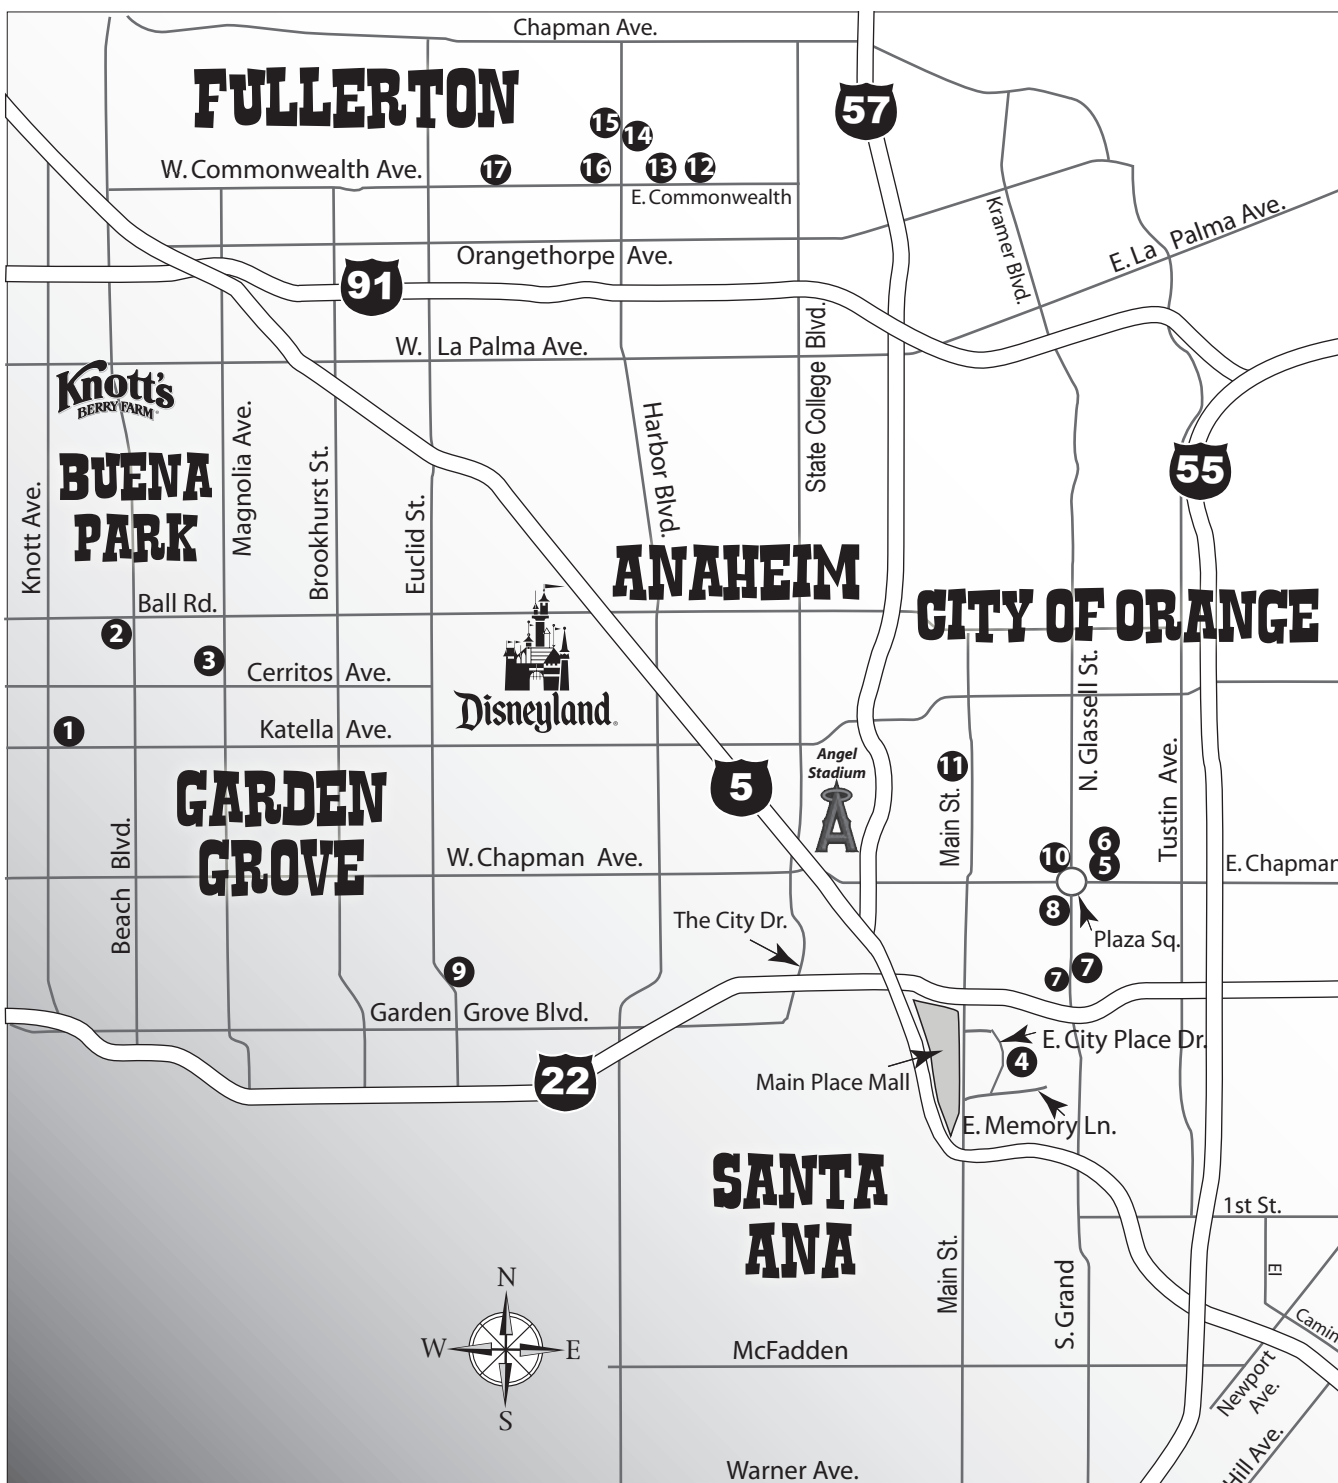 Chapman Ave.
FULLERTON
57
15
14
17
16
13
12
W. Commonwealth Ave.
E. Commonwealth
Kramer Blvd.
E. La Palma Ave.
Orangethorpe Ave.
91
W. La Palma Ave.
State College Blvd.
Knott's
BERRY FARM
BUENA
PARK
Knott Ave.
Magnolia Ave.
Brookhurst St.
Euclid St.
Harbor Blvd.
55
ANAHEIM
CITY OF ORANGE
Ball Rd.
2
3
Cerritos Ave.
Disneyland
N. Glassell St.
1
Katella Ave.
Angel
Stadium
A
11
Main St.
Tustin Ave.
5
GARDEN
GROVE
Beach Blvd.
W. Chapman Ave.
10
6
5
E. Chapman
8
The City Dr.
Plaza Sq.
9
7
7
Garden Grove Blvd.
E. City Place Dr.
4
22
Main Place Mall
E. Memory Ln.
SANTA
ANA
1st St.
Main St.
S. Grand
El
Camin
N
W
E
S
McFadden
Newport
Ave.
Warner Ave.
Hill Ave.